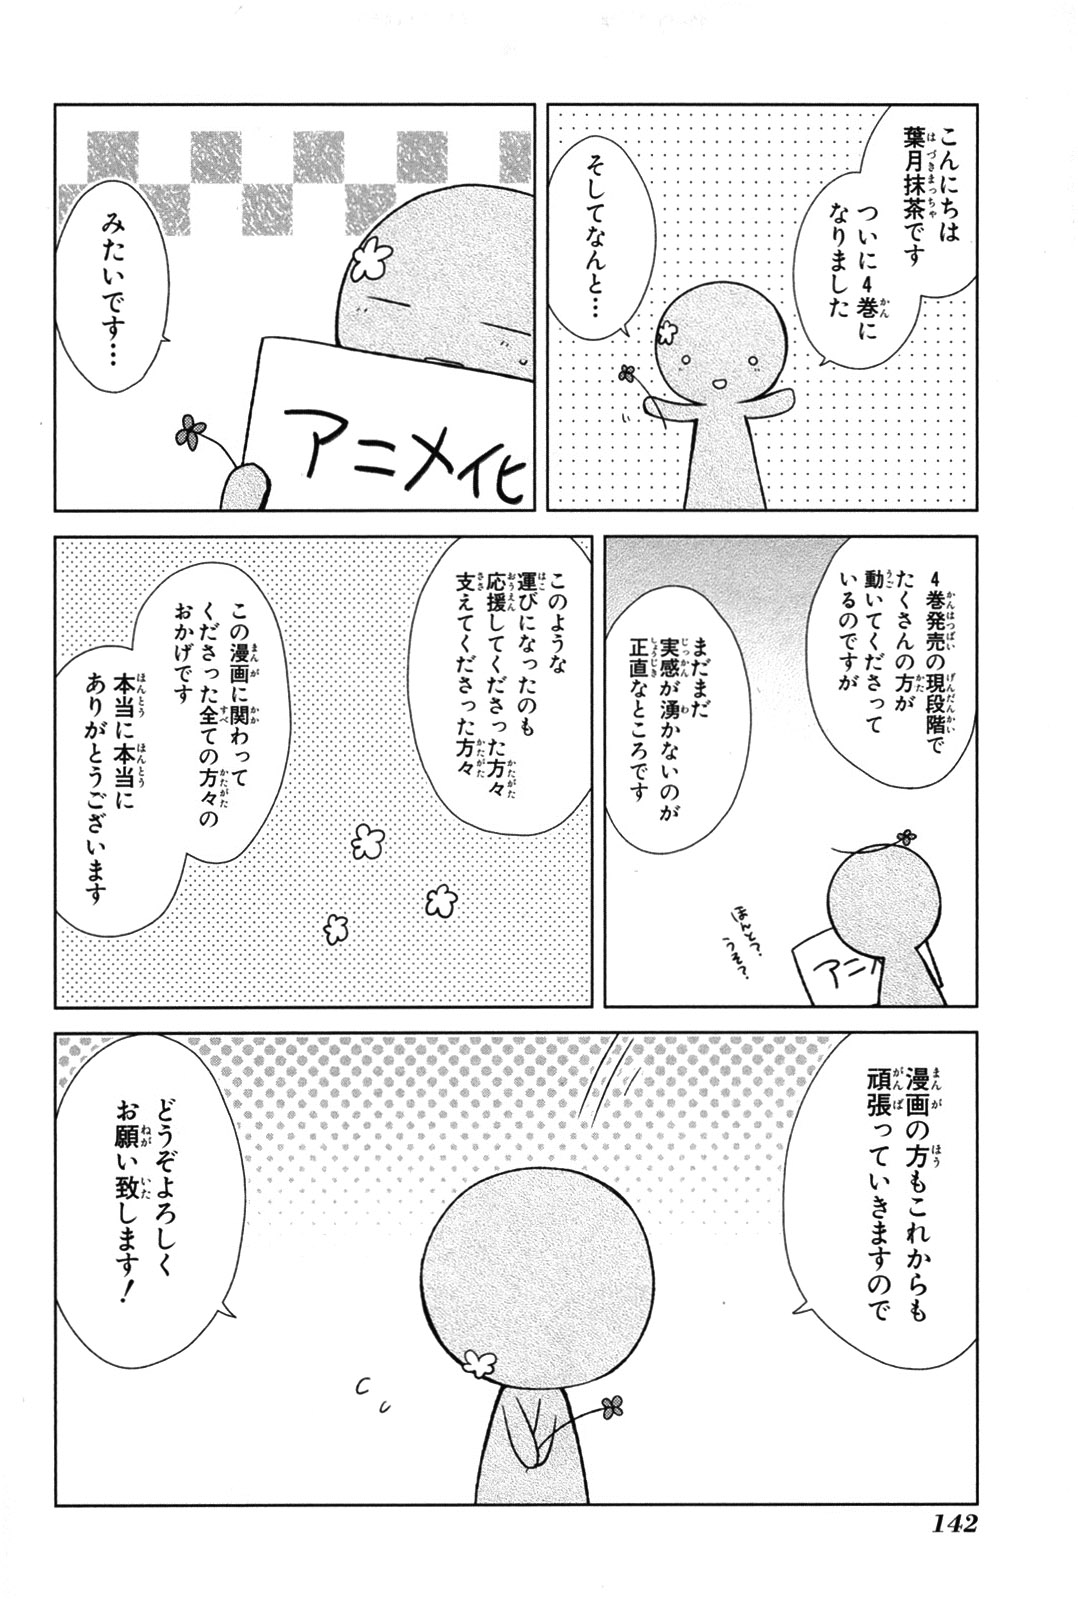 こんにちは
葉月抹茶です
ついに4巻に
なりました
そしてなんと…
アニメ化
みたいです…
4巻発売の現段階で
たくさんの方が
動いてくださって
いるのですが
まだまだ
実感が湧かないのが
正直なところです
ほんと?
うそ?
アニメ
このような
運びになったのも
応援してくださった方々
支えてくださった方々
この漫画に関わって
くださった全ての方々の
おかげです
本当に本当に
ありがとうございます
漫画の方もこれからも
頑張っていきますので
どうぞよろしく
お願い致します!
142